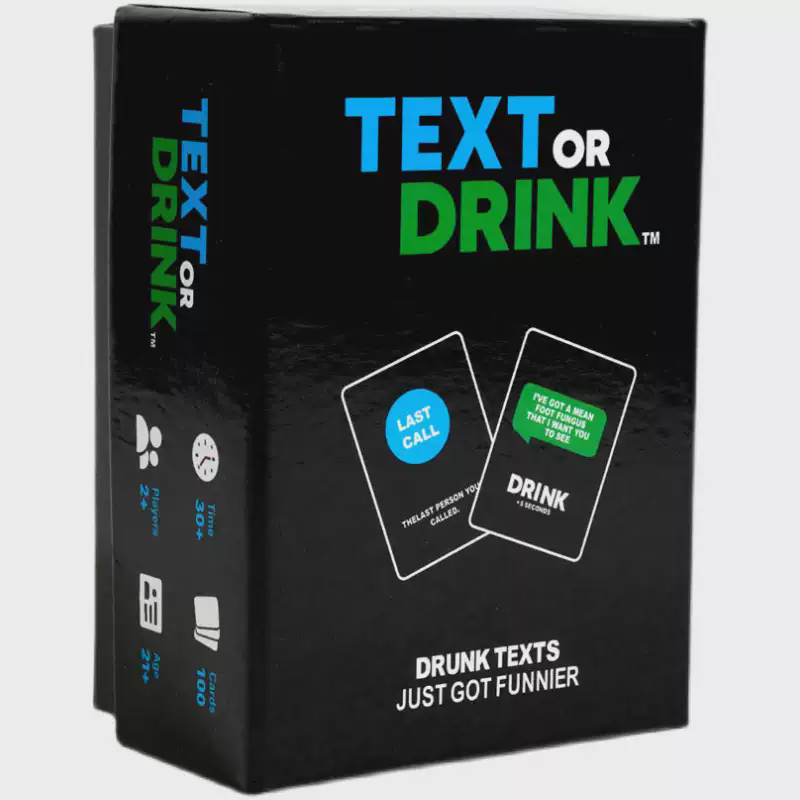 TEXT OR
DRINK™
LAST
CALL
THELAST PERSON YOU
CALLED.
I'VE GOT A MEAN
FOOT FUNGUS
THAT I WANT YOU
TO SEE
DRINK
+5 SECONDS
DRUNK TEXTS
JUST GOT FUNNIER
TEXT OR
DRINK™
Time
30+
Players
2+
Cards
100
Age
21+